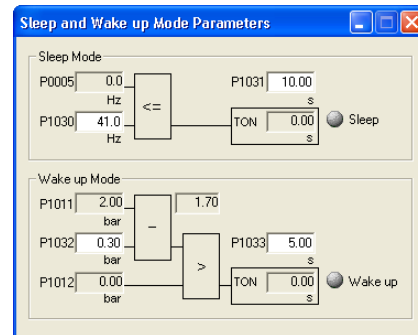 Sleep and Wake up Mode Parameters
Sleep Mode
P0005 0.0 P1031 10.00
Hz <= s
P1030 41.0 TON 0.00 Sleep
Hz s
Wake up Mode
P1011 2.00 1.70
bar
P1032 0.30 − P1033 5.00
bar > s
P1012 0.00 TON 0.00 Wake up
bar s